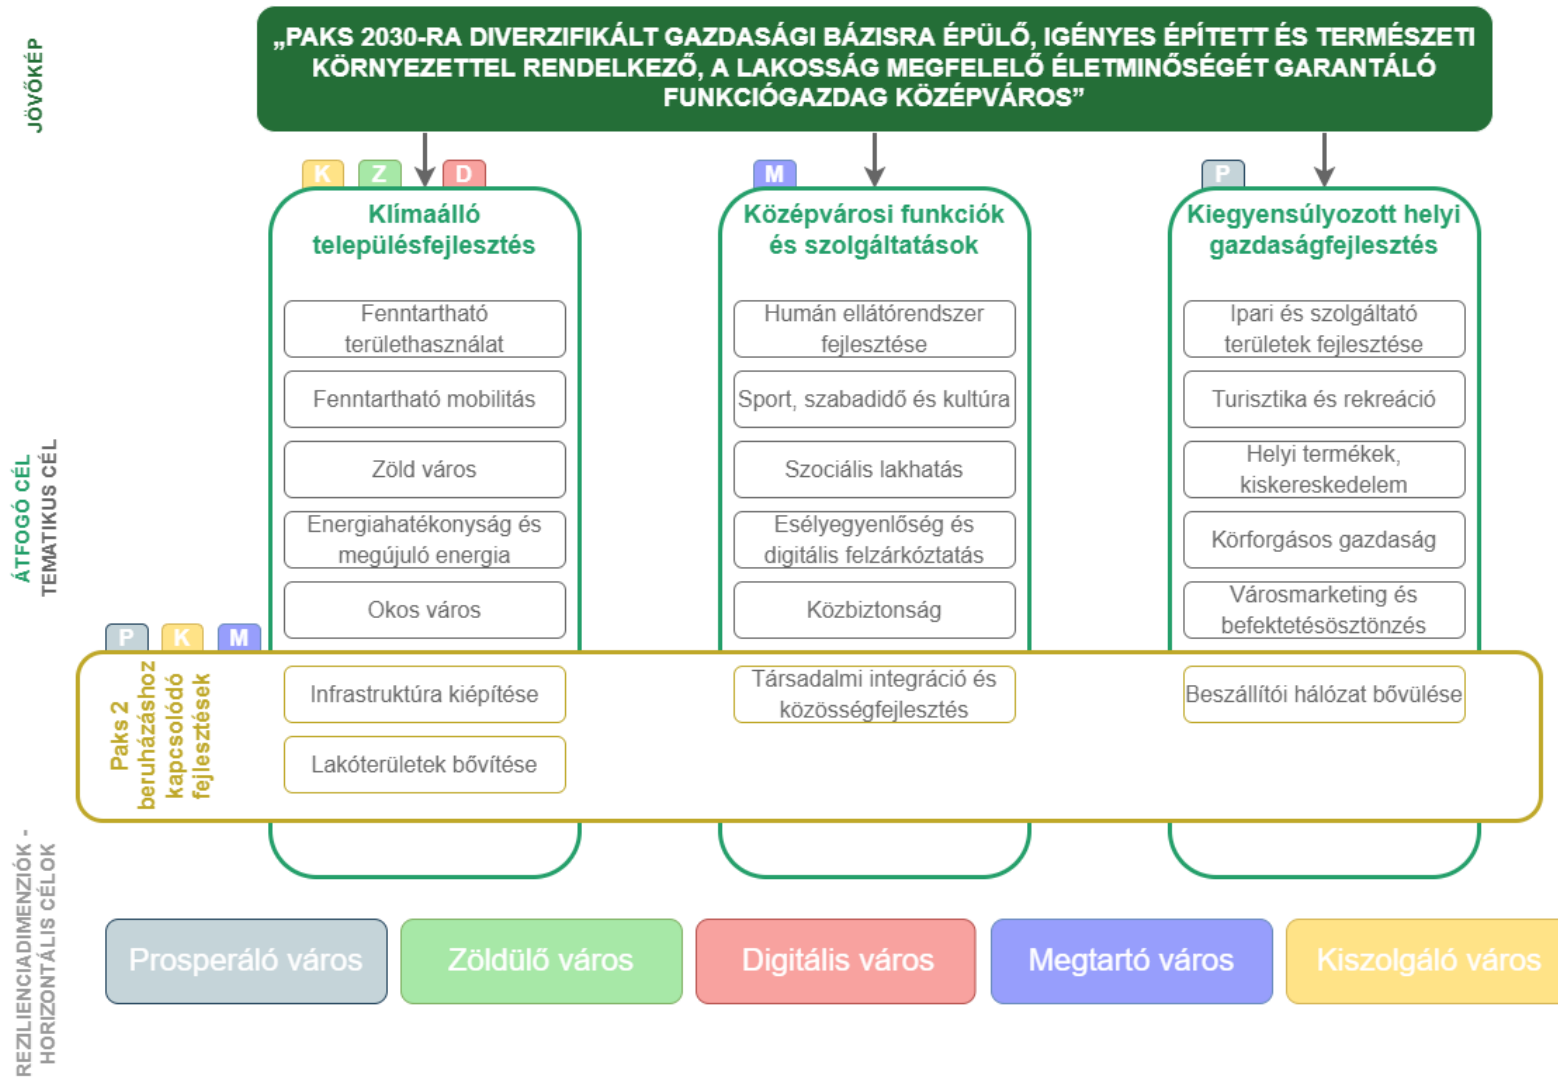 JÖVŐKÉP
„PAKS 2030-RA DIVERZIFIKÁLT GAZDASÁGI BÁZISRA ÉPÜLŐ, IGÉNYES ÉPÍTETT ÉS TERMÉSZETI
KÖRNYEZETTEL RENDELKEZŐ, A LAKOSSÁG MEGFELELŐ ÉLETMINŐSÉGÉT GARANTÁLÓ
FUNKCIÓGAZDAG KÖZÉPVÁROS”
ÁTFOGÓ CÉL
TEMATIKUS CÉL
K
Z
D
Klímaálló
településfejlesztés
Fenntartható
területhasználat
Fenntartható mobilitás
Zöld város
Energiahatékonyság és
megújuló energia
Okos város
M
Középvárosi funkciók
és szolgáltatások
Humán ellátórendszer
fejlesztése
Sport, szabadidő és kultúra
Szociális lakhatás
Esélyegyenlőség és
digitális felzárkóztatás
Közbiztonság
P
Kiegyensúlyozott helyi
gazdaságfejlesztés
Ipari és szolgáltató
területek fejlesztése
Turisztika és rekreáció
Helyi termékek,
kiskereskedelem
Körforgásos gazdaság
Városmarketing és
befektetésösztönzés
P
K
M
Paks 2
beruházáshoz
kapcsolódó
fejlesztések
Infrastruktúra kiépítése
Lakóterületek bővítése
Társadalmi integráció és
közösségfejlesztés
Beszállítói hálózat bővülése
REZILIENCIADIMENZIÓK -
HORIZONTÁLIS CÉLOK
Prosperáló város
Zöldülő város
Digitális város
Megtartó város
Kiszolgáló város